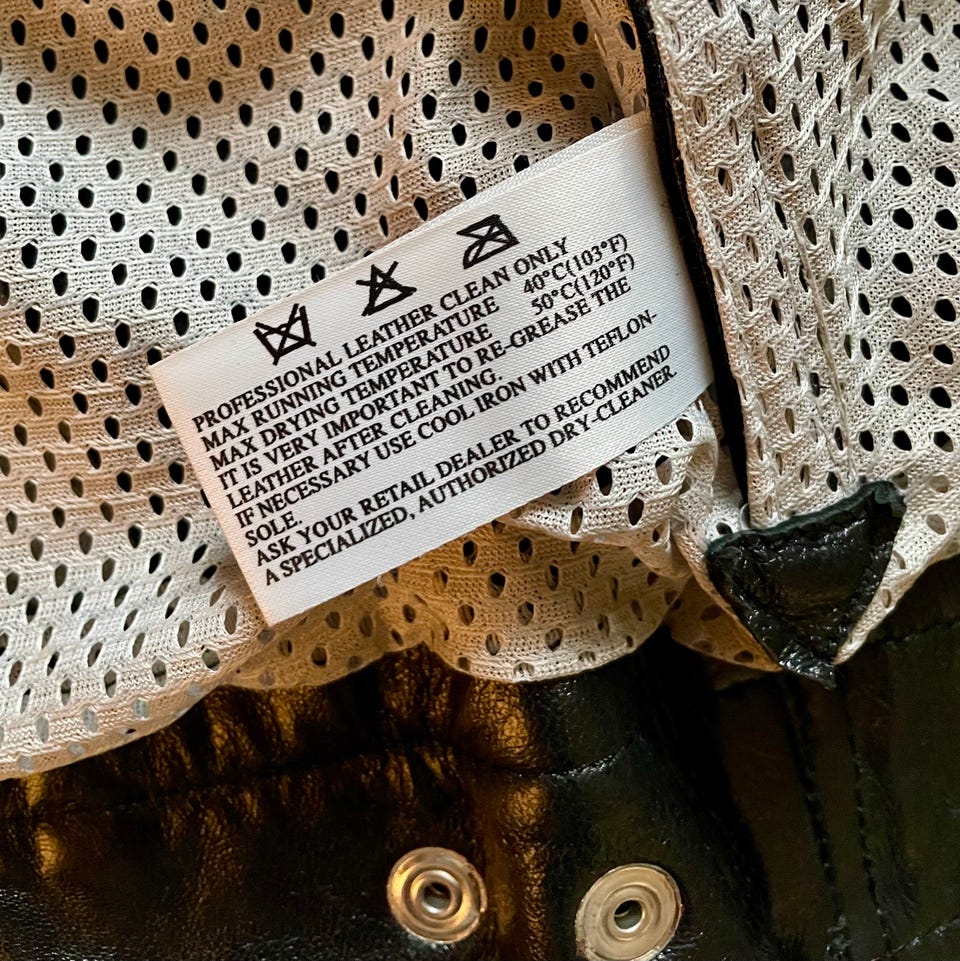 PROFESSIONAL LEATHER CLEAN ONLY
MAX RUNNING TEMPERATURE 40°C(103°F)
MAX DRYING TEMPERATURE 50°C(120°F)
IT IS VERY IMPORTANT TO RE-GREASE THE
LEATHER AFTER CLEANING.
IF NECESSARY USE COOL IRON WITH TEFLON-
SOLE.
ASK YOUR RETAIL DEALER TO RECOMMEND
A SPECIALIZED, AUTHORIZED DRY-CLEANER